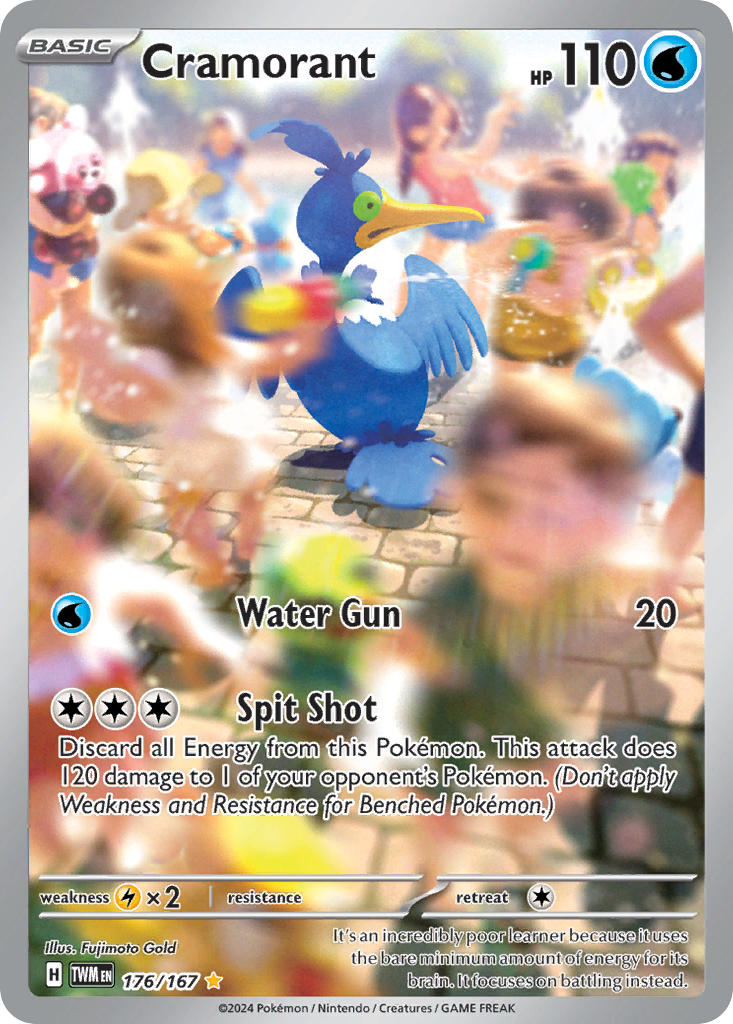 BASIC
Cramorant
HP 110
Water Gun 20
Spit Shot
Discard all Energy from this Pokémon. This attack does
120 damage to 1 of your opponent's Pokémon. (Don't apply
Weakness and Resistance for Benched Pokémon.)
weakness ×2 resistance retreat
Illus. Fujimoto Gold
It's an incredibly poor learner because it uses
the bare minimum amount of energy for its
brain. It focuses on battling instead.
H TWM EN 176/167
©2024 Pokémon / Nintendo / Creatures / GAME FREAK